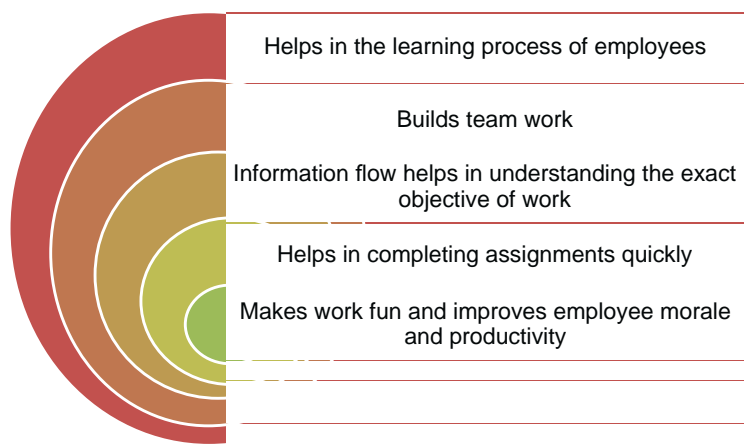 Helps in the learning process of employees
Builds team work
Information flow helps in understanding the exact
objective of work
Helps in completing assignments quickly
Makes work fun and improves employee morale
and productivity